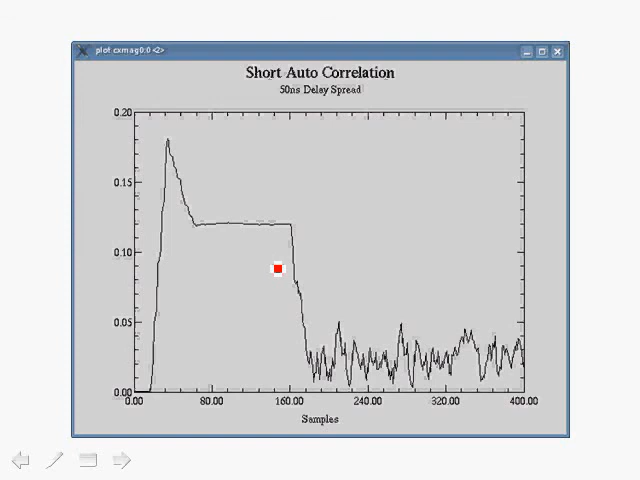 plot cxmag0:0 <2>
Short Auto Correlation
50ns Delay Spread
0.20
0.15
0.10
0.05
0.00
0.00 80.00 160.00 240.00 320.00 400.00
Samples